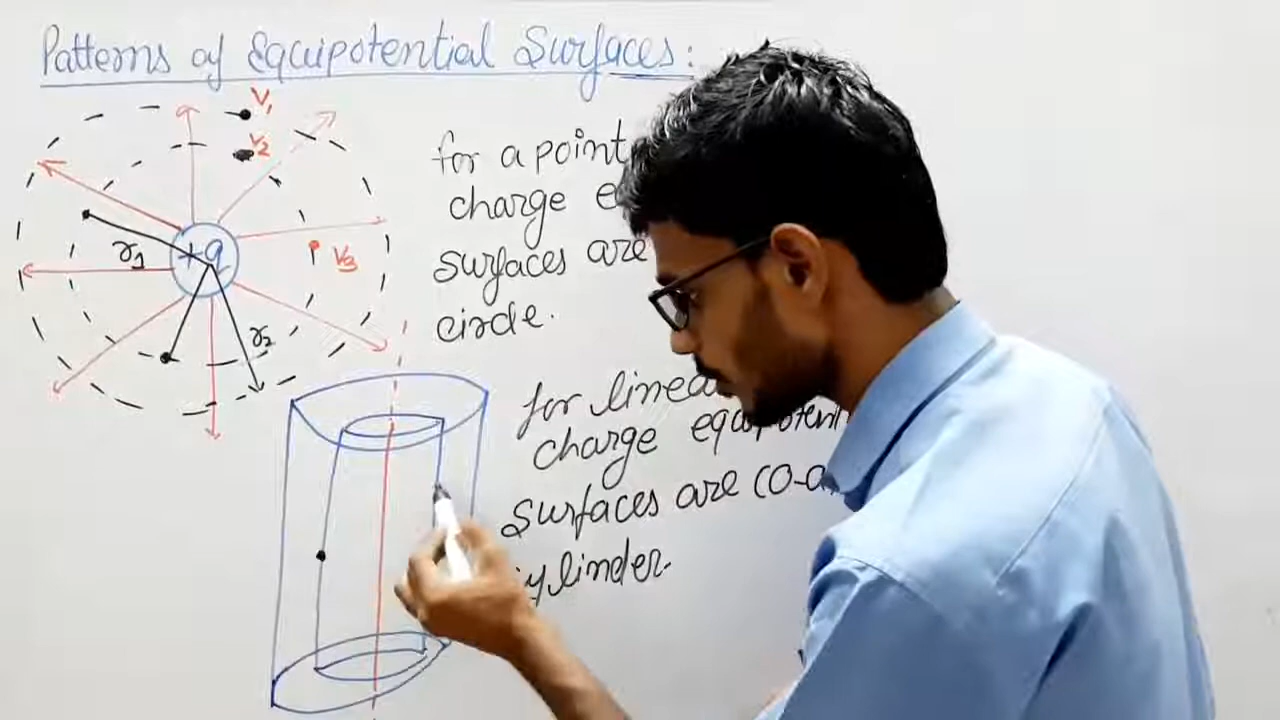 Patterns of Equipotential Surfaces:
V1
V2
V3
+q
r1
r2
for a point
charge e
surfaces are
circle.
for linea
charge equipotent
surfaces are co-a
ylinder.